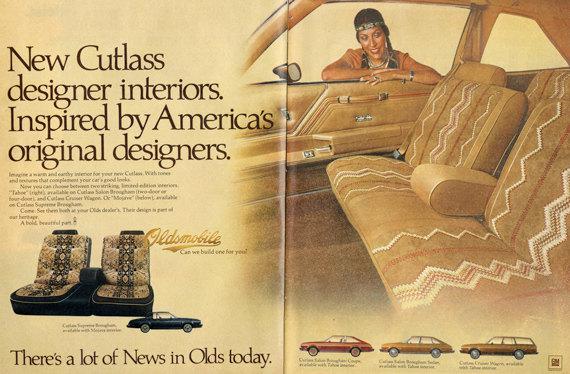 New Cutlass
designer interiors.
Inspired by America's
original designers.
Imagine a warm and earthy interior for your new Cutlass. With tones
and textures that complement your car's good looks.
Now you can choose between two striking, limited-edition interiors.
"Tahoe" (right), available on Cutlass Salon Brougham (two-door or
four-door), and Cutlass Cruiser Wagon. Or "Mojave" (below), available
on Cutlass Supreme Brougham.
Come. See them both at your Olds dealer's. Their design is part of
our heritage.
A bold, beautiful part.
Oldsmobile
Can we build one for you?
Cutlass Supreme Brougham,
available with Mojave interior.
There's a lot of News in Olds today.
Cutlass Salon Brougham Coupe,
available with Tahoe interior.
Cutlass Salon Brougham Sedan,
available with Tahoe interior.
Cutlass Cruiser Wagon, available
with Tahoe interior.
GM